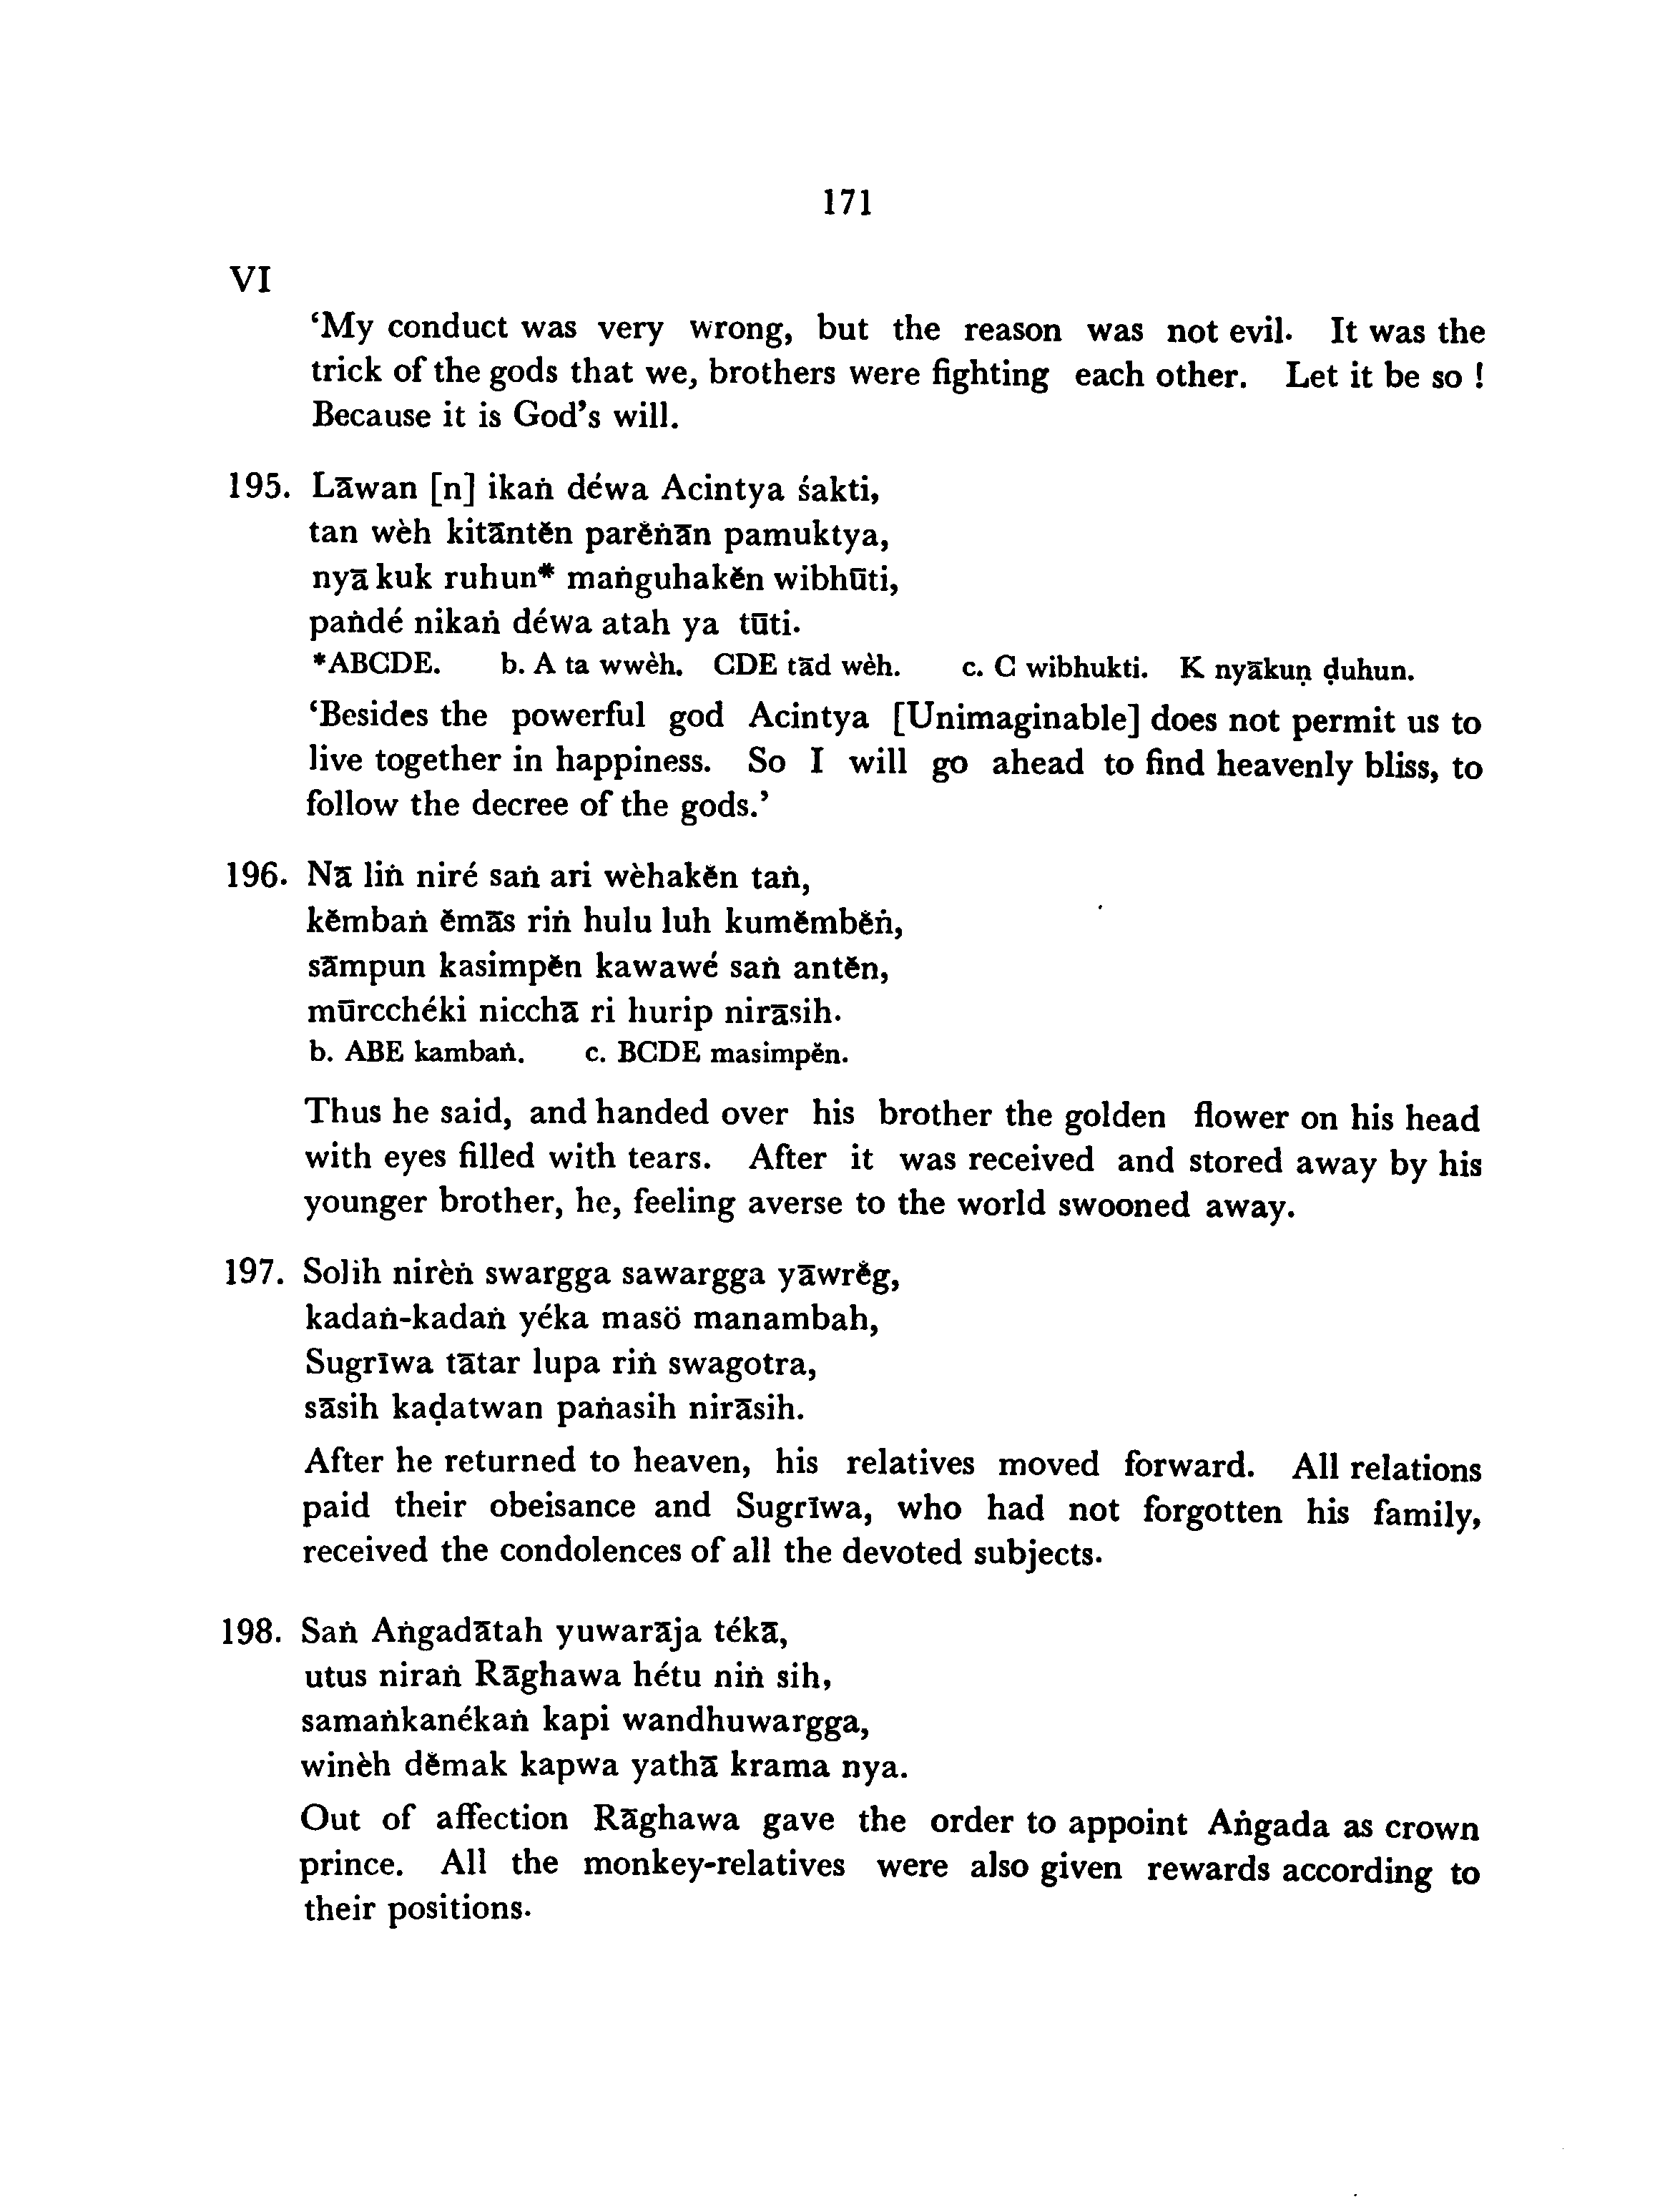 171
VI
‘My conduct was very wrong, but the reason was not evil. It was the
trick of the gods that we, brothers were fighting each other. Let it be so !
Because it is God’s will.
195. Lāwan [n] ikaṅ déwa Acintya śakti,
tan wèh kitāntĕn parĕṅān pamuktya,
nyā kuk ruhun* maṅguhakĕn wibhūti,
paṅdé nikaṅ déwa atah ya tūti.
*ABCDE. b. A ta wwèh. CDE tād wèh. c. C wibhukti. K nyākuṇ ḍuhun.
‘Besides the powerful god Acintya [Unimaginable] does not permit us to
live together in happiness. So I will go ahead to find heavenly bliss, to
follow the decree of the gods.’
196. Nā liṅ niré saṅ ari wèhakĕn taṅ,
kĕmbaṅ ĕmās riṅ hulu luh kumĕmbĕṅ,
sāmpun kasimpĕn kawawé saṅ antĕn,
mūrcchéki nicchā ri hurip nirāsih.
b. ABE kambaṅ. c. BCDE masimpĕn.
Thus he said, and handed over his brother the golden flower on his head
with eyes filled with tears. After it was received and stored away by his
younger brother, he, feeling averse to the world swooned away.
197. Solih nirèṅ swargga sawargga yāwrĕg,
kadaṅ-kadaṅ yéka masö manambah,
Sugrīwa tātar lupa riṅ swagotra,
sāsih kaḍatwan paṅasih nirāsih.
After he returned to heaven, his relatives moved forward. All relations
paid their obeisance and Sugrīwa, who had not forgotten his family,
received the condolences of all the devoted subjects.
198. Saṅ Aṅgadātah yuwarāja tékā,
utus niraṅ Rāghawa hétu niṅ sih,
samaṅkanékaṅ kapi wandhuwargga,
winèh dĕmak kapwa yathā krama nya.
Out of affection Rāghawa gave the order to appoint Aṅgada as crown
prince. All the monkey-relatives were also given rewards according to
their positions.